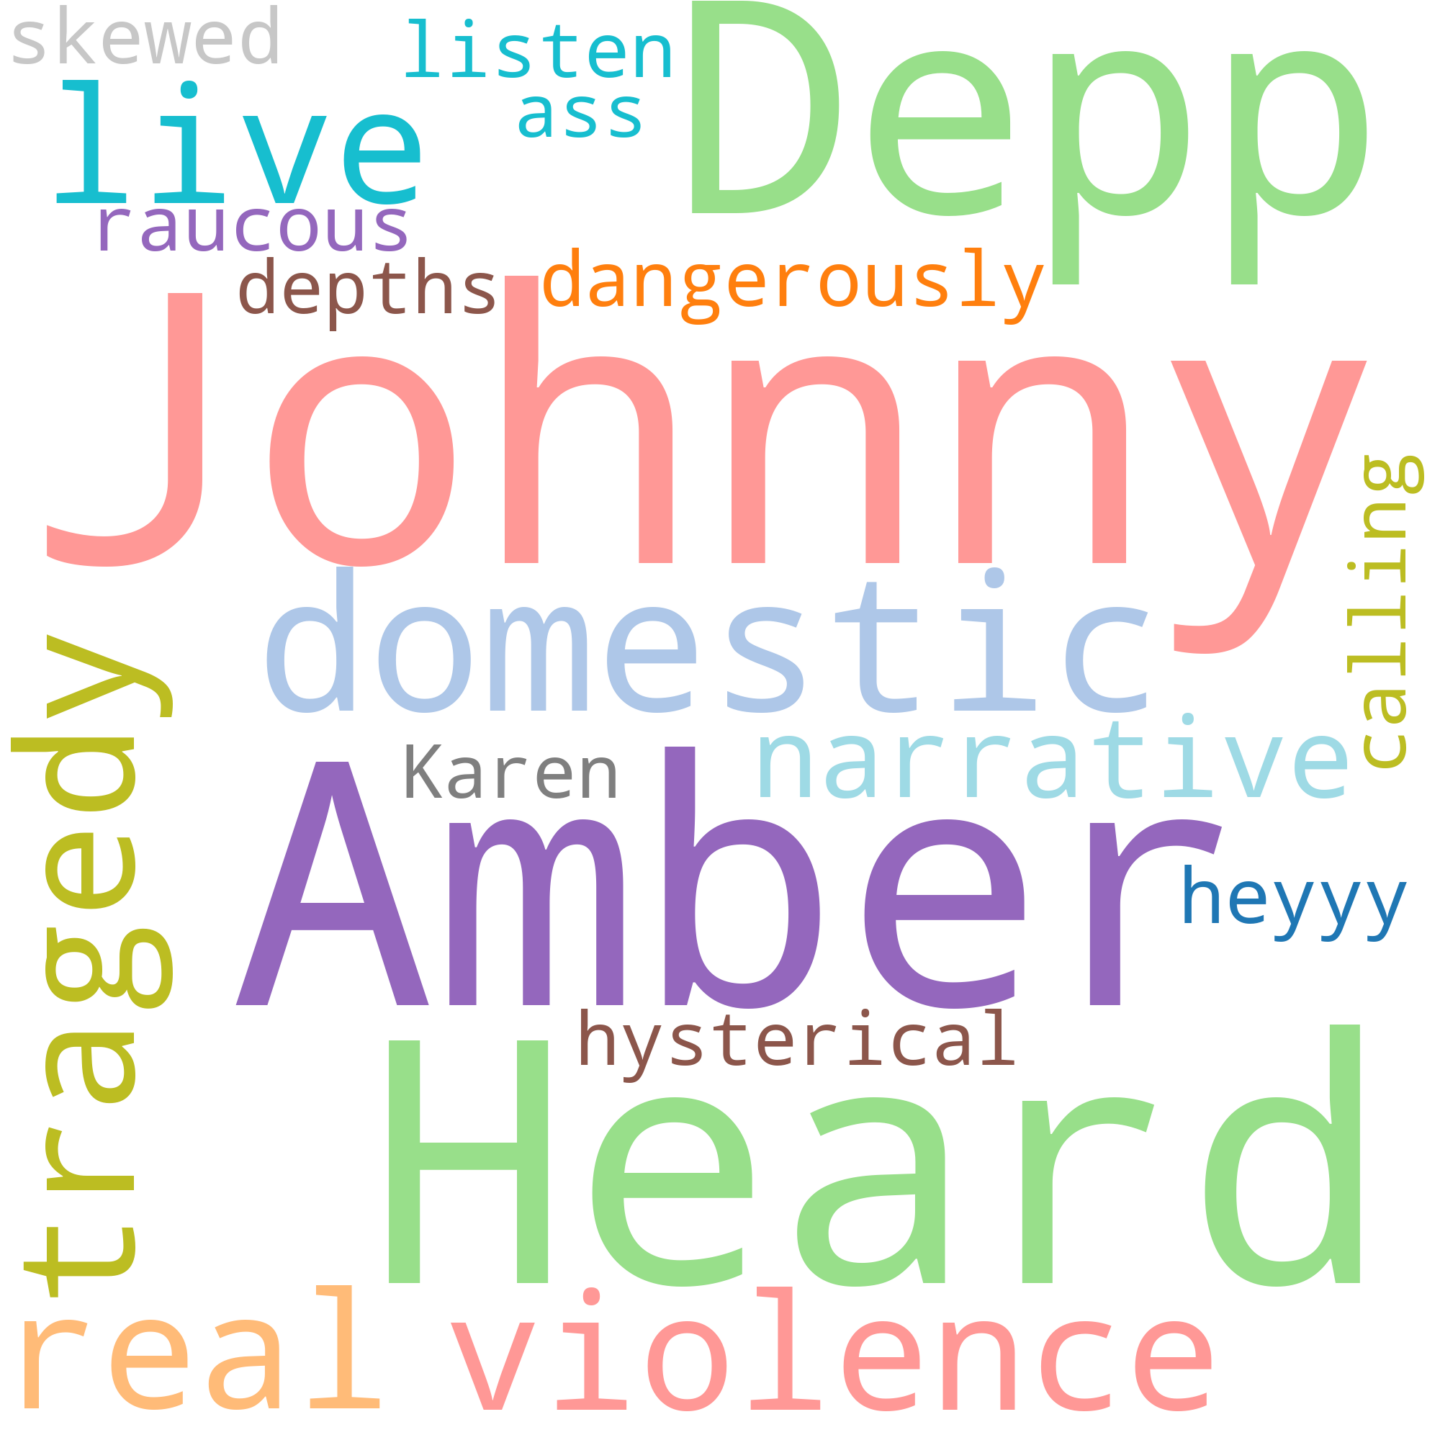 skewed
listen
Depp
live
ass
raucous
depths
dangerously
Johnny
calling
domestic
tragedy
Karen
narrative
Amber
heyyy
hysterical
Heard
real
violence